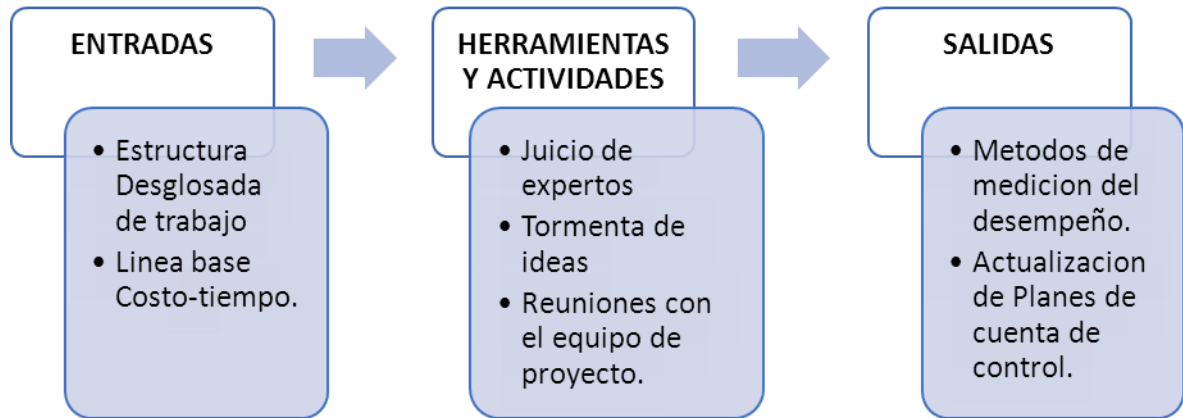 ENTRADAS
• Estructura
Desglosada
de trabajo
• Linea base
Costo-tiempo.
HERRAMIENTAS
Y ACTIVIDADES
• Juicio de
expertos
• Tormenta de
ideas
• Reuniones con
el equipo de
proyecto.
SALIDAS
• Metodos de
medicion del
desempeño.
• Actualizacion
de Planes de
cuenta de
control.